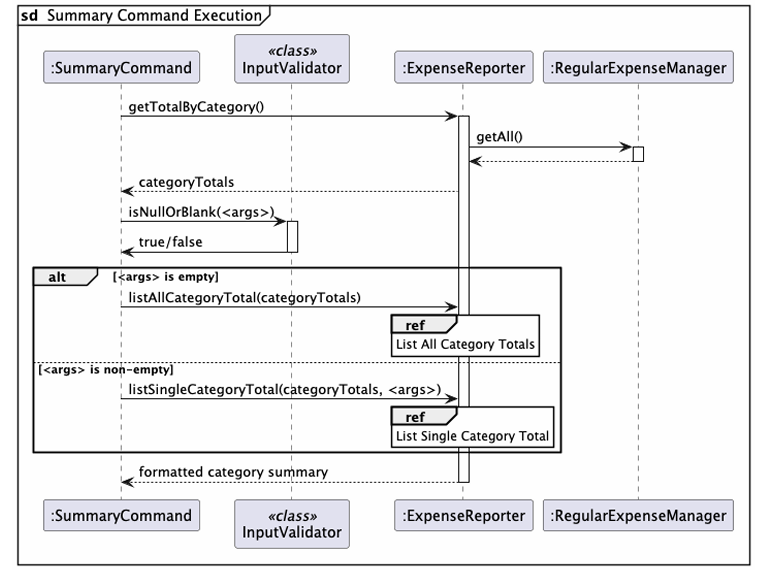 sd Summary Command Execution
:SummaryCommand
«class»
InputValidator
:ExpenseReporter
:RegularExpenseManager
getTotalByCategory()
getAll()
categoryTotals
isNullOrBlank(<args>)
true/false
alt [<args> is empty]
listAllCategoryTotal(categoryTotals)
ref
List All Category Totals
[<args> is non-empty]
listSingleCategoryTotal(categoryTotals, <args>)
ref
List Single Category Total
formatted category summary
:SummaryCommand
«class»
InputValidator
:ExpenseReporter
:RegularExpenseManager